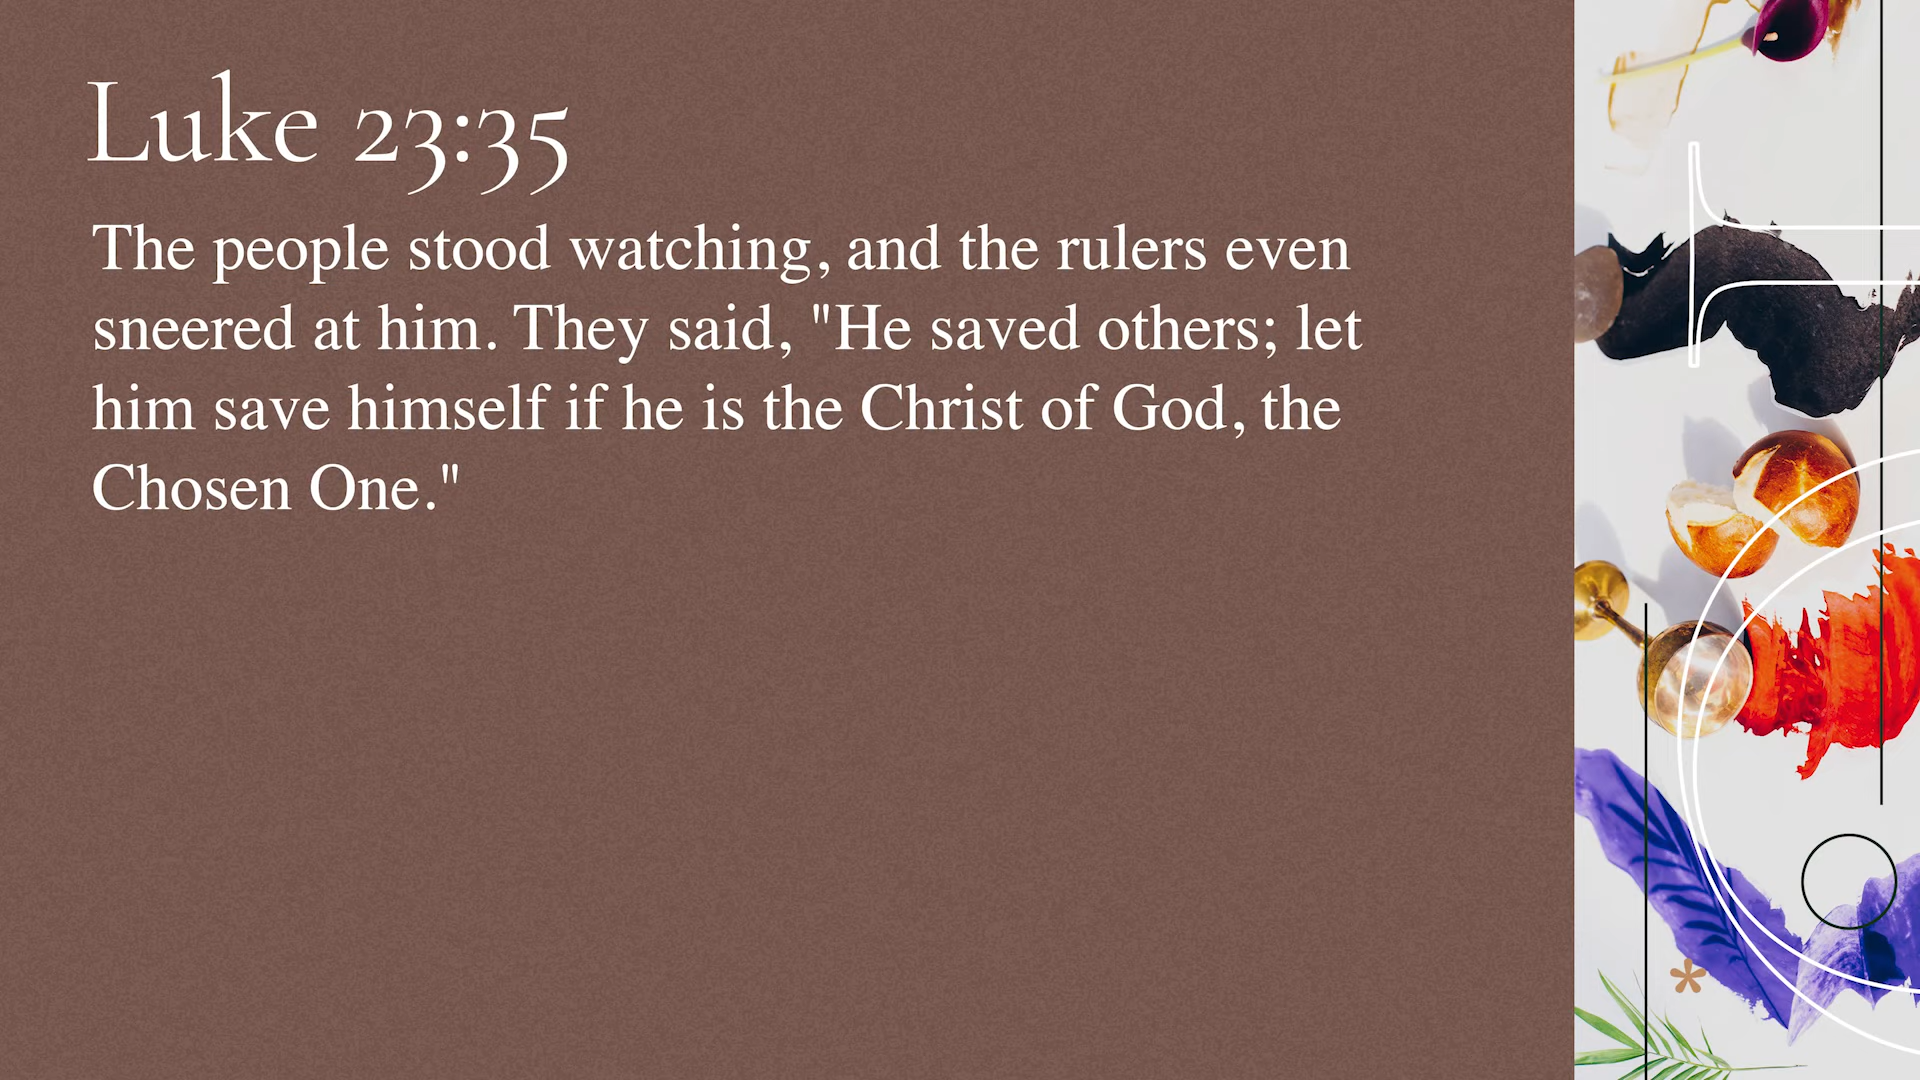 Luke 23:35
The people stood watching, and the rulers even
sneered at him. They said, "He saved others; let
him save himself if he is the Christ of God, the
Chosen One."